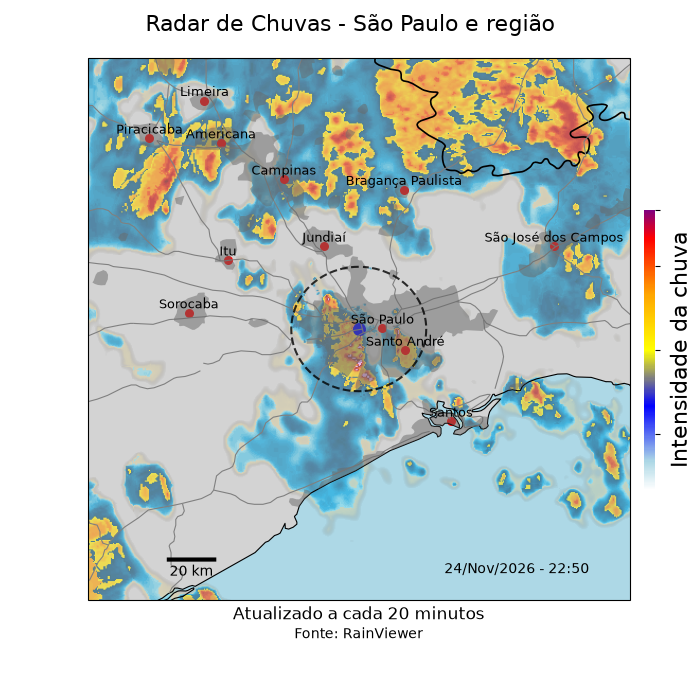 Radar de Chuvas - São Paulo e região
Limeira
Piracicaba
Americana
Campinas
Bragança Paulista
Jundiaí
São José dos Campos
Itu
Sorocaba
São Paulo
Santo André
Santos
Intensidade da chuva
20 km
24/Nov/2026 - 22:50
Atualizado a cada 20 minutos
Fonte: RainViewer